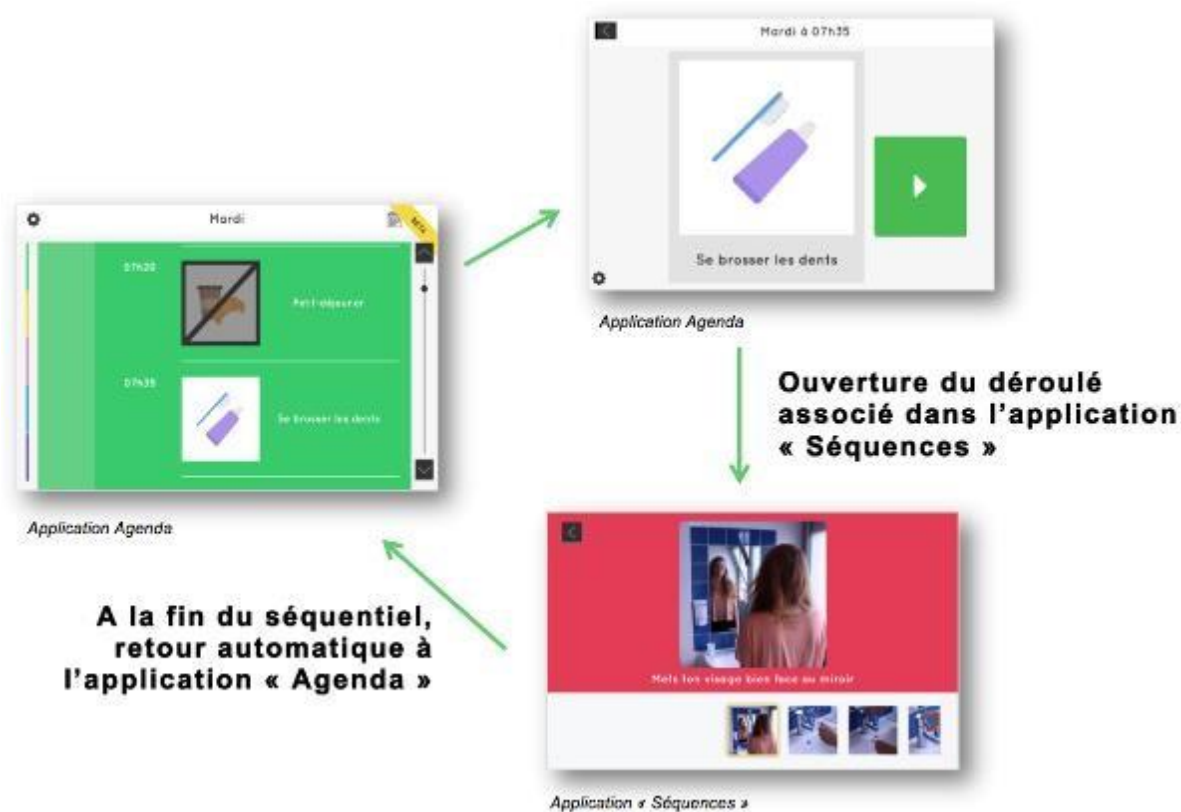 Mardi à 07h35
Se brosser les dents
Application Agenda
Mardi
BETA
07h20
Petit-déjeuner
07h35
Se brosser les dents
Application Agenda
Ouverture du déroulé
associé dans l’application
« Séquences »
A la fin du séquentiel,
retour automatique à
l’application « Agenda »
Mets ton visage bien face au miroir
Application « Séquences »